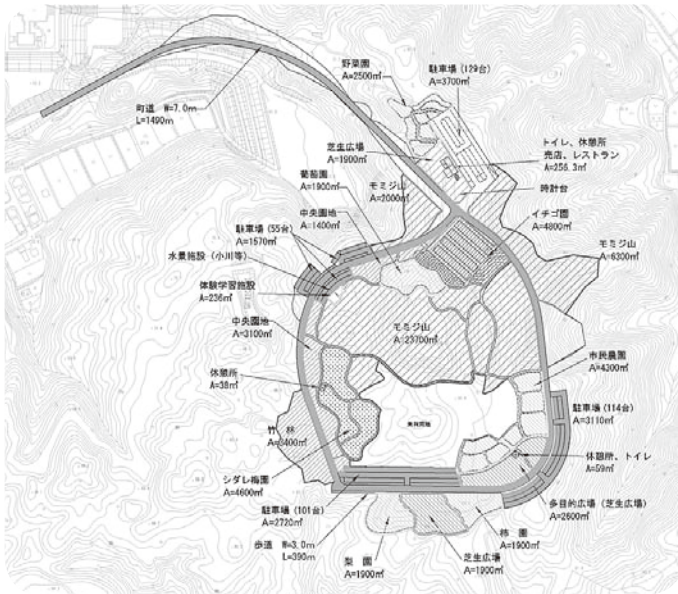 野菜園
A=2500㎡
駐車場 (129台)
A=3700㎡
町道 W=7.0m
L=1490m
芝生広場
A=1900㎡
トイレ、休憩所
売店、レストラン
A=256.3㎡
葡萄園
A=1900㎡
モミジ山
A=2000㎡
時計台
中央園地
A=1400㎡
イチゴ園
A=4800㎡
駐車場 (55台)
A=1570㎡
モミジ山
A=6300㎡
水景施設 (小川等)
体験学習施設
A=236㎡
中央園地
A=3100㎡
モミジ山
A=23700㎡
市民農園
A=4300㎡
休憩所
A=38㎡
駐車場 (114台)
A=3110㎡
竹 林
A=3400㎡
休憩所、トイレ
A=59㎡
シダレ梅園
A=4600㎡
多目的広場 (芝生広場)
A=2600㎡
駐車場 (101台)
A=2720㎡
歩道 W=3.0m
L=390m
柿 園
A=1900㎡
芝生広場
A=1900㎡
梨 園
A=1900㎡